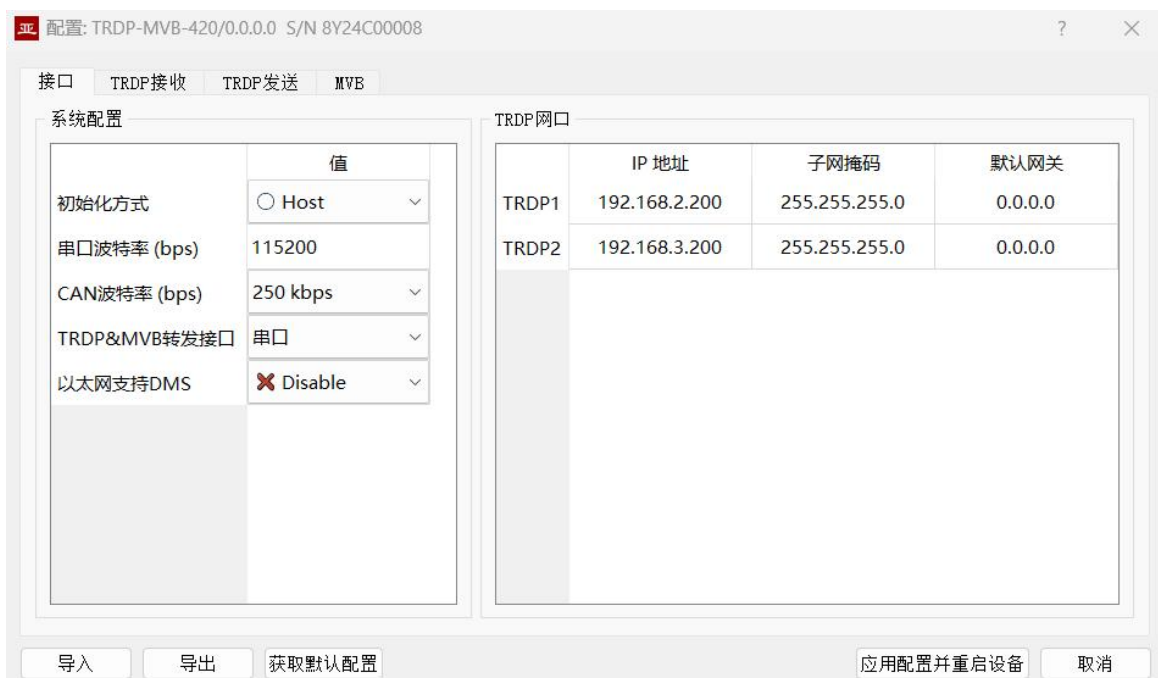 亚 配置: TRDP-MVB-420/0.0.0.0 S/N 8Y24C00008 ?
接口 TRDP接收 TRDP发送 MVB
系统配置
值
初始化方式 Host
串口波特率 (bps) 115200
CAN波特率 (bps) 250 kbps
TRDP&MVB转发接口 串口
以太网支持DMS Disable
TRDP网口
IP 地址 子网掩码 默认网关
TRDP1 192.168.2.200 255.255.255.0 0.0.0.0
TRDP2 192.168.3.200 255.255.255.0 0.0.0.0
导入 导出 获取默认配置 应用配置并重启设备 取消